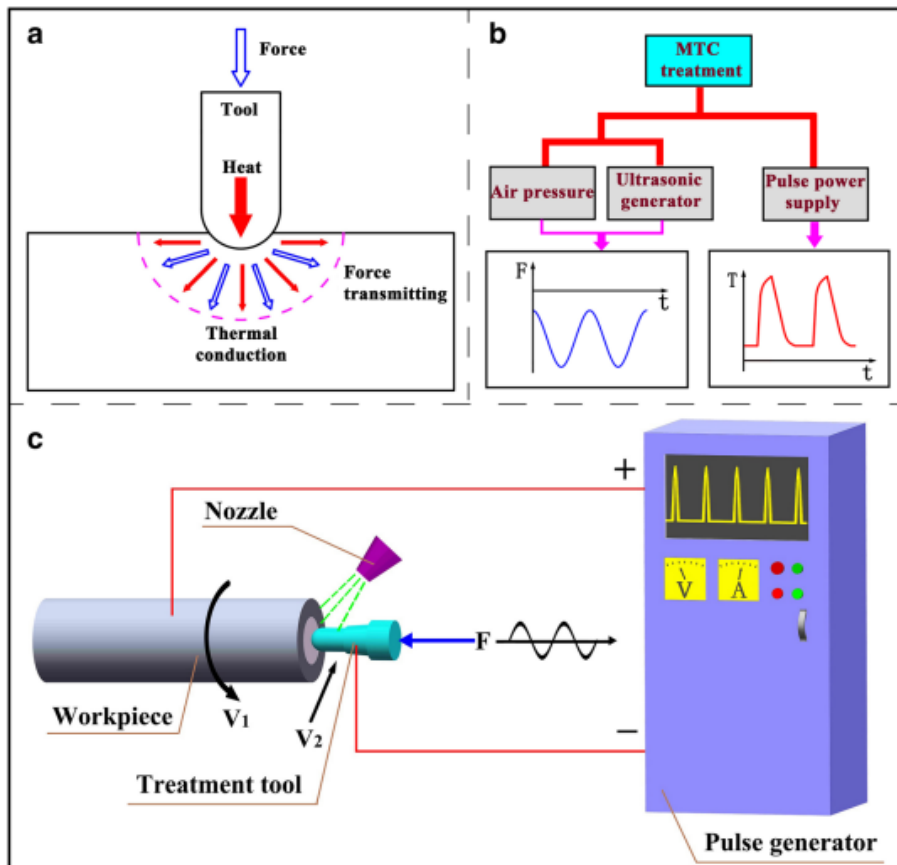 a
Force
Tool
Heat
Force
transmitting
Thermal
conduction
b
MTC
treatment
Air pressure
Ultrasonic
generator
Pulse power
supply
F
t
T
t
c
+
Nozzle
V
A
F
Workpiece
V1
V2
−
Treatment tool
Pulse generator